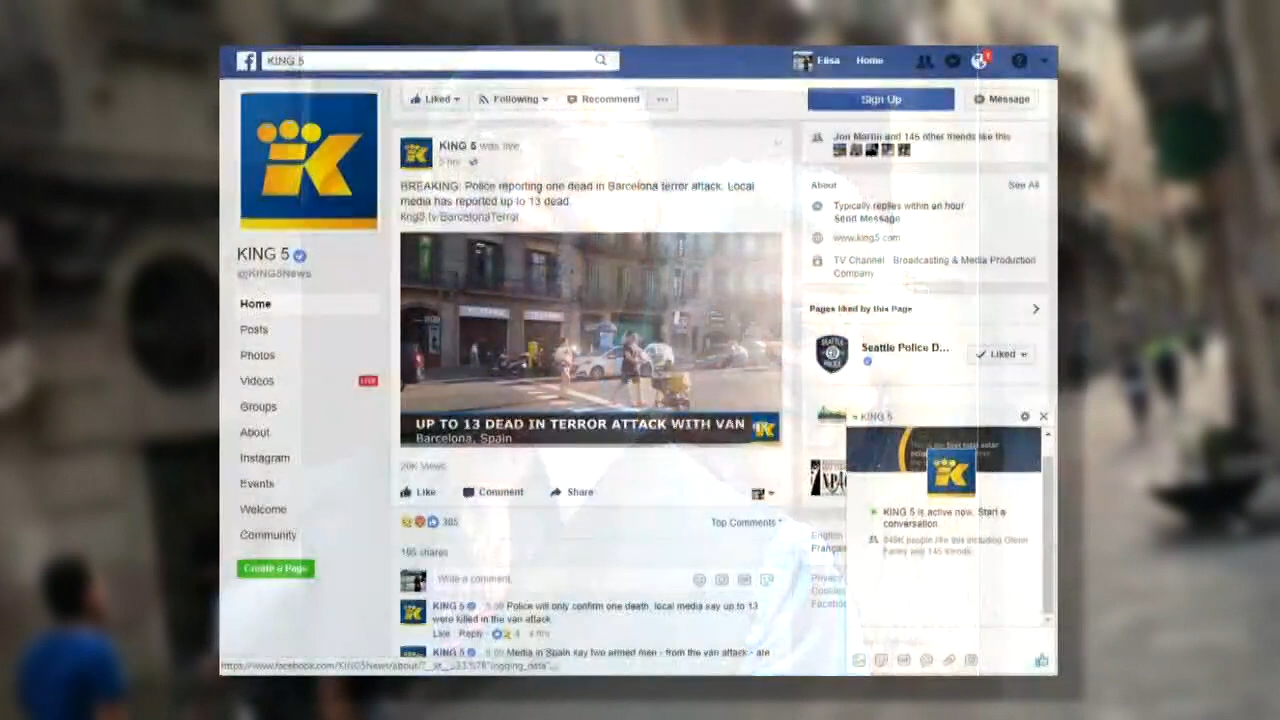 KING 5
Elisa Home
Liked Following Recommend ... Sign Up Message
KING 5 was live.
5 hrs
BREAKING: Police reporting one dead in Barcelona terror attack. Local
media has reported up to 13 dead.
king5.tv/BarcelonaTerror
UP TO 13 DEAD IN TERROR ATTACK WITH VAN
Barcelona, Spain
20K Views
Like Comment Share
385 Top Comments
195 shares
Write a comment
KING 5 Police will only confirm one death, local media say up to 13
were killed in the van attack.
Like Reply 4 4 hrs
KING 5 Media in Spain say two armed men - from the van attack - are
KING 5
@KING5News
Home
Posts
Photos
Videos LIVE
Groups
About
Instagram
Events
Welcome
Community
Create a Page
Jon Martin and 145 other friends like this
About See All
Typically replies within an hour
Send Message
www.king5.com
TV Channel Broadcasting & Media Production
Company
Pages liked by this Page
SEATTLE
POLICE
Seattle Police D...
Liked
KING 5
KING 5 is active now. Start a
conversation.
people like this including Glenn
Farley and 145 friends
English
Français
Privacy
Cookies
Facebook
https://www.facebook.com/KING5News/about/